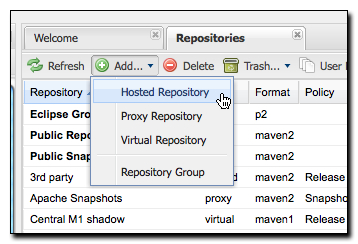 Welcome
Repositories
Refresh Add... Delete Trash... User
Repository Format Policy
Hosted Repository
Proxy Repository
Virtual Repository
Repository Group
Eclipse Gro p2
Public Repo maven2
Public Snap maven2
3rd party d maven2 Release
Apache Snapshots proxy maven2 Snapsho
Central M1 shadow virtual maven1 Release